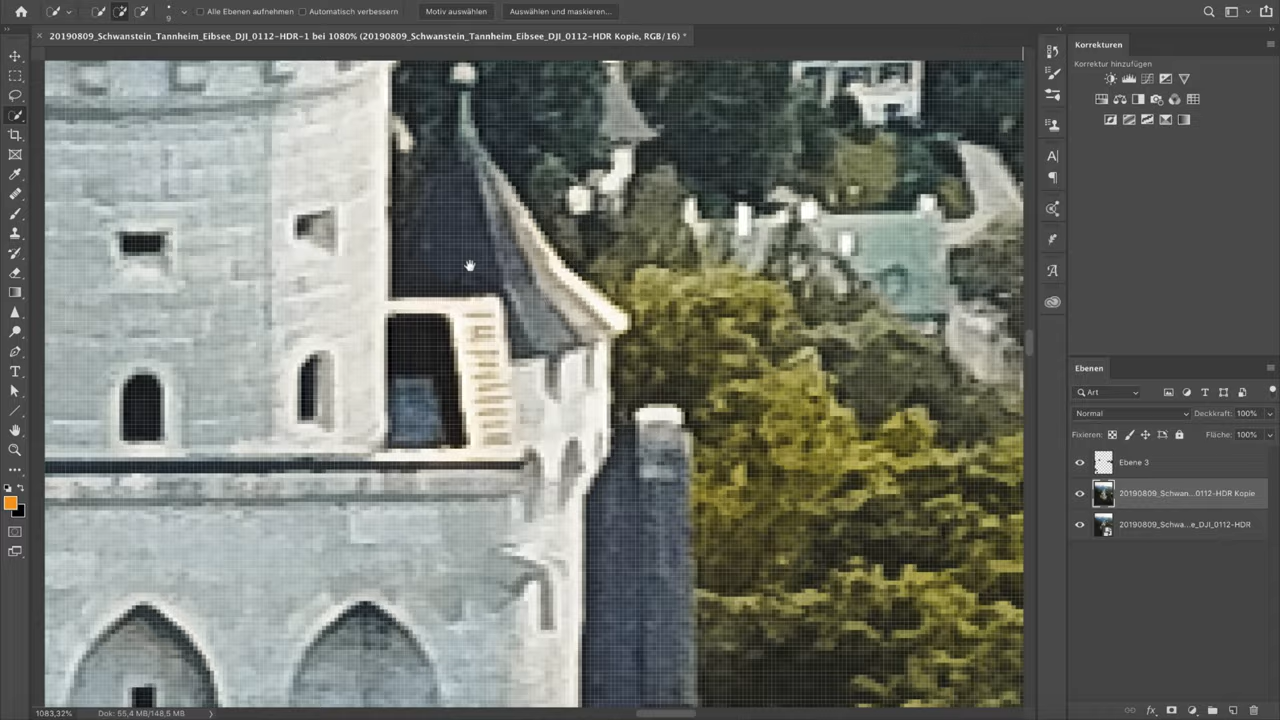 9 Alle Ebenen aufnehmen Automatisch verbessern Motiv auswählen Auswählen und maskieren...
20190809_Schwanstein_Tannheim_Eibsee_DJI_0112-HDR-1 bei 1080% (20190809_Schwanstein_Tannheim_Eibsee_DJI_0112-HDR Kopie, RGB/16) *
Korrekturen
Korrektur hinzufügen
Ebenen
Art
Normal Deckkraft: 100%
Fixieren: Fläche: 100%
Ebene 3
20190809_Schwan...0112-HDR Kopie
20190809_Schwa...e_DJI_0112-HDR
1083,32% Dok: 55,4 MB/148,5 MB